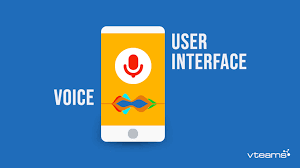 USER
INTERFACE
VOICE
vteams